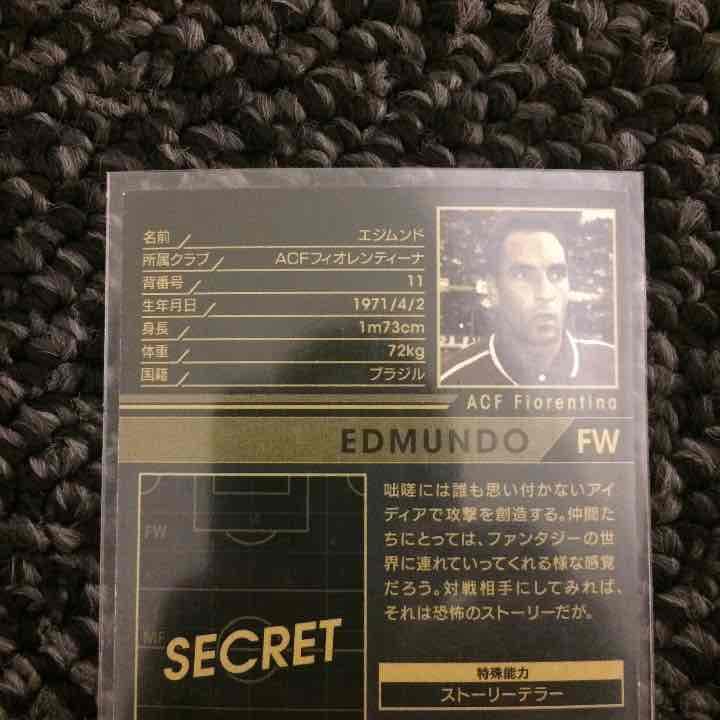 名前 エジムンド
所属クラブ ACFフィオレンティーナ
背番号 11
生年月日 1971/4/2
身長 1m73cm
体重 72kg
国籍 ブラジル
ACF Fiorentina
EDMUNDO FW
咄嗟には誰も思い付かないアイ
ディアで攻撃を創造する。仲間た
ちにとっては、ファンタジーの世
界に連れていってくれる様な感覚
だろう。対戦相手にしてみれば、
それは恐怖のストーリーだが。
FW
MF
SECRET
特殊能力
ストーリーテラー